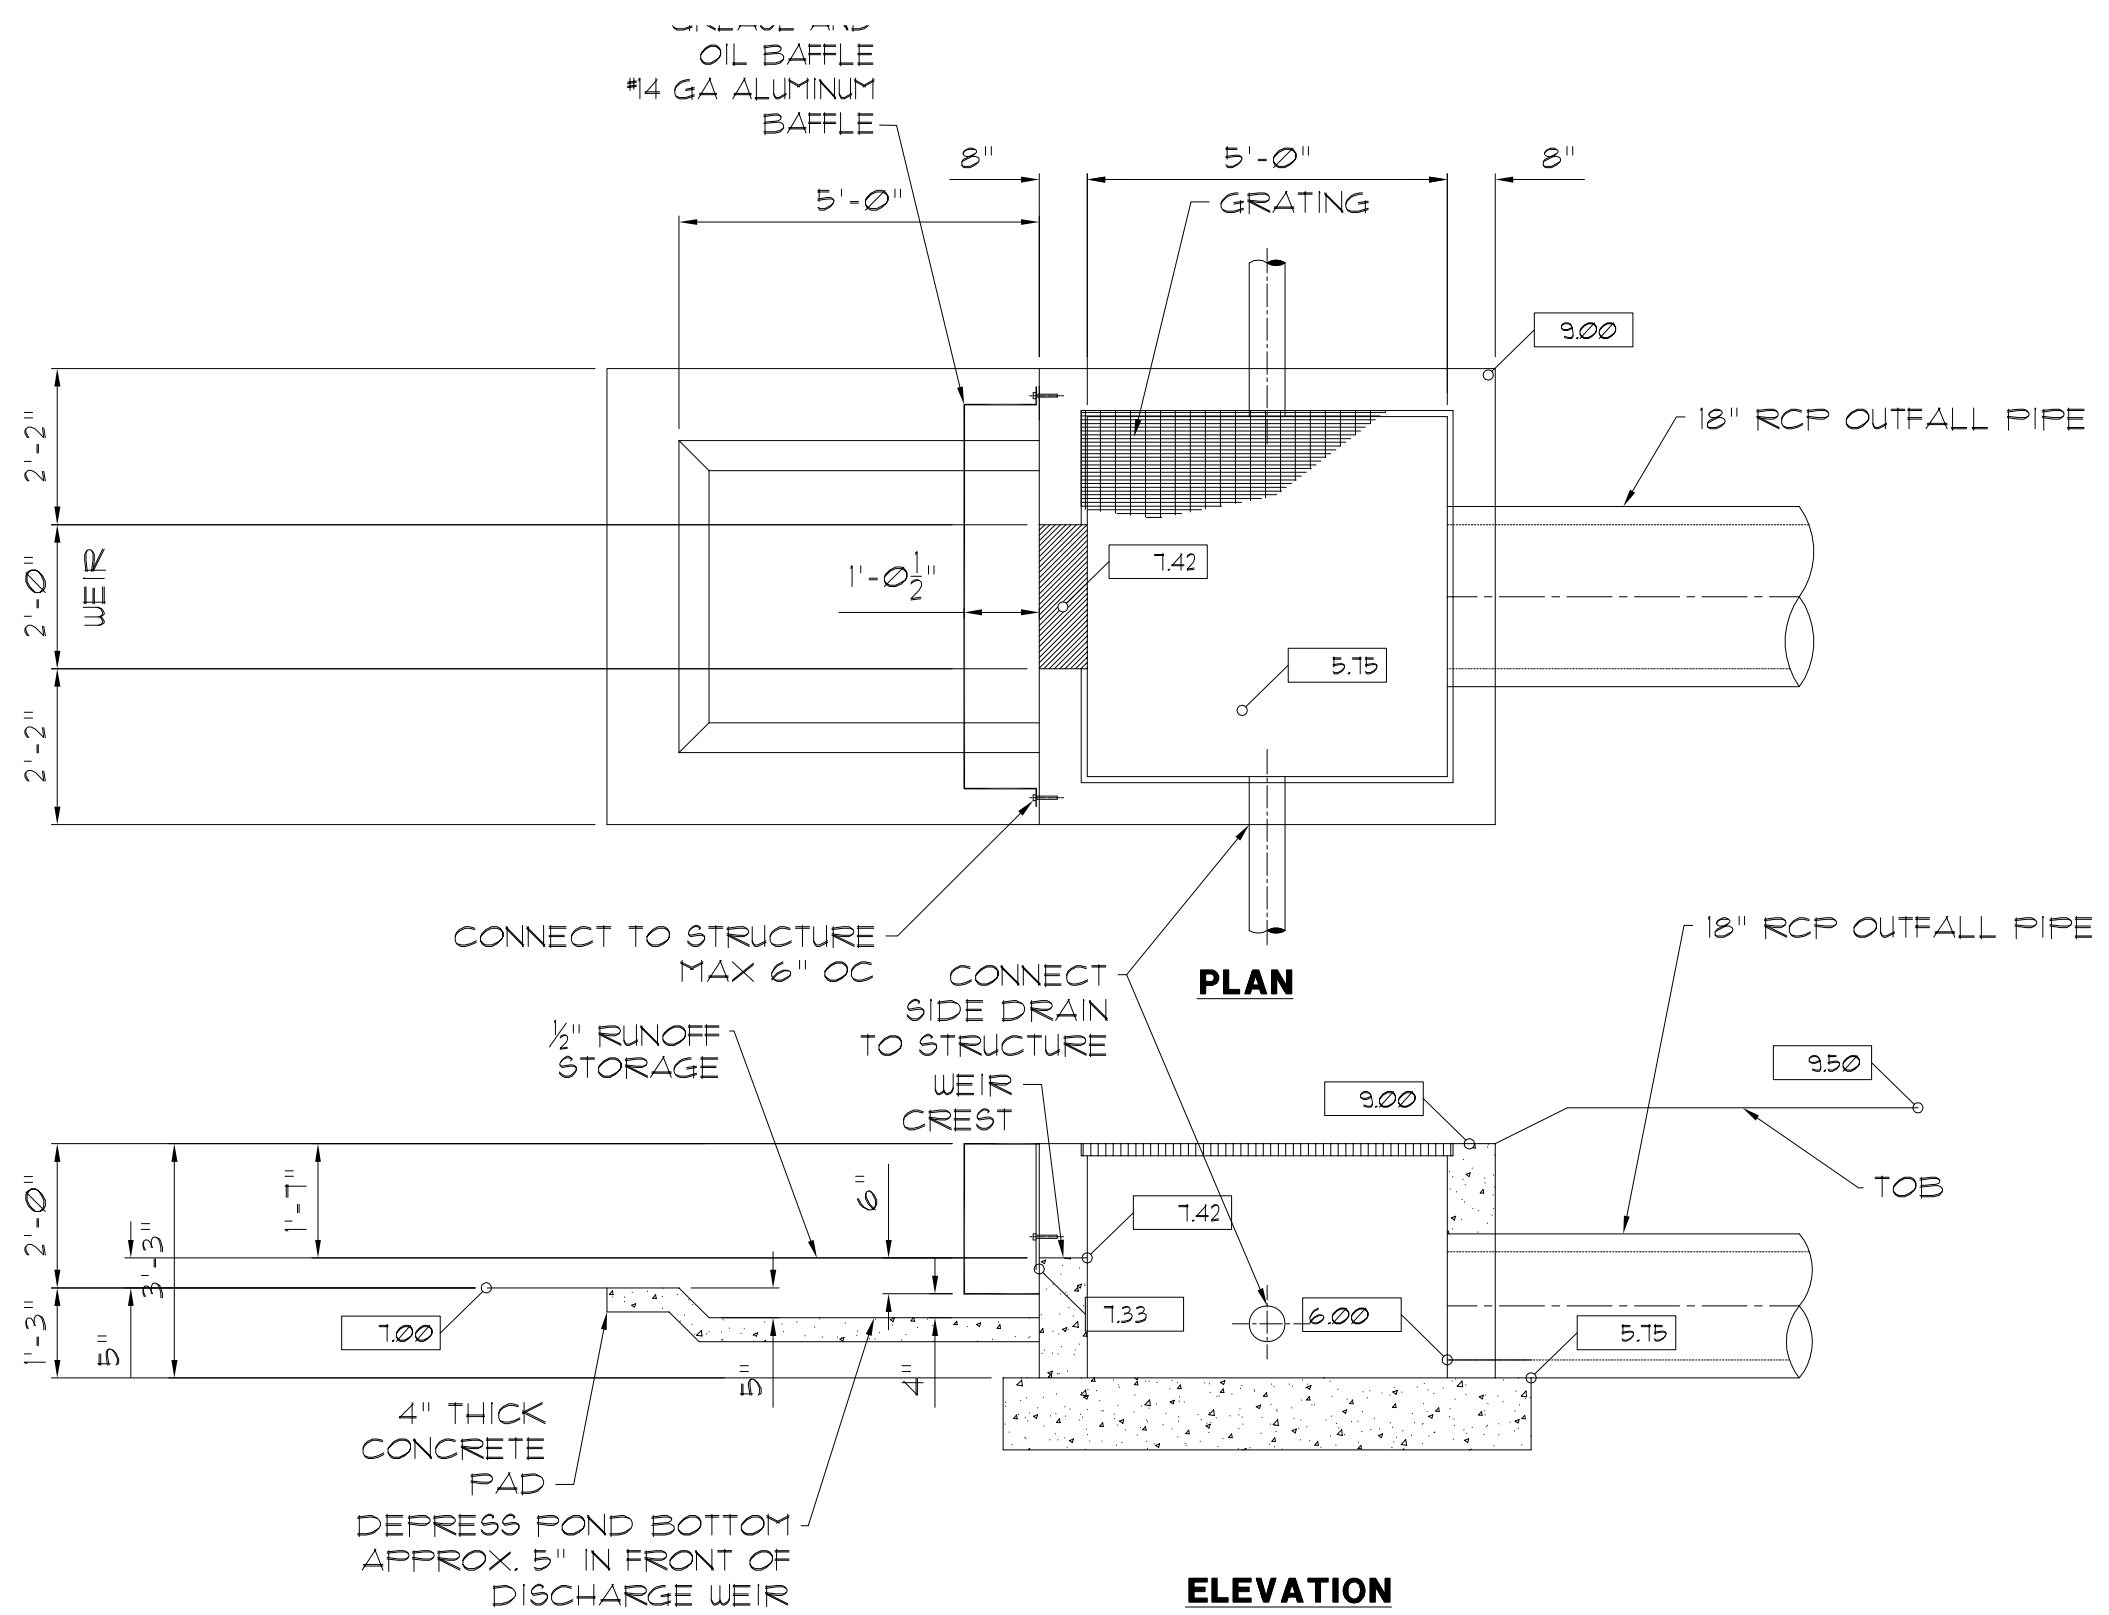 GREASE AND
OIL BAFFLE
#14 GA ALUMINUM
BAFFLE
8"
5'-0"
8"
5'-0"
GRATING
9.00
18" RCP OUTFALL PIPE
2'-2"
2'-0"
WEIR
2'-2"
1'-0 1/2"
7.42
5.75
CONNECT TO STRUCTURE
MAX 6" OC
CONNECT
SIDE DRAIN
TO STRUCTURE
PLAN
18" RCP OUTFALL PIPE
½" RUNOFF
STORAGE
WEIR
CREST
9.50
9.00
TOB
2'-0"
3'-3"
1'-7"
6"
7.42
7.00
7.33
6.00
5.75
1'-3"
5"
5"
4"
4" THICK
CONCRETE
PAD
DEPRESS POND BOTTOM
APPROX. 5" IN FRONT OF
DISCHARGE WEIR
ELEVATION